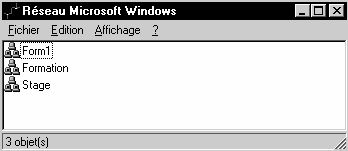 Réseau Microsoft Windows
Fichier Edition Affichage ?
Form1
Formation
Stage
3 objet(s)